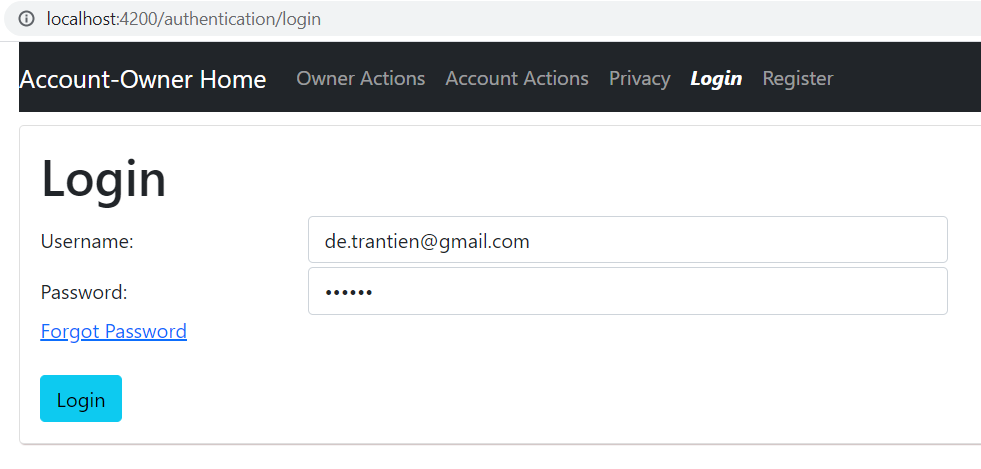 localhost:4200/authentication/login
Account-Owner Home Owner Actions Account Actions Privacy Login Register
Login
Username: de.trantien@gmail.com
Password: ••••••
Forgot Password
Login